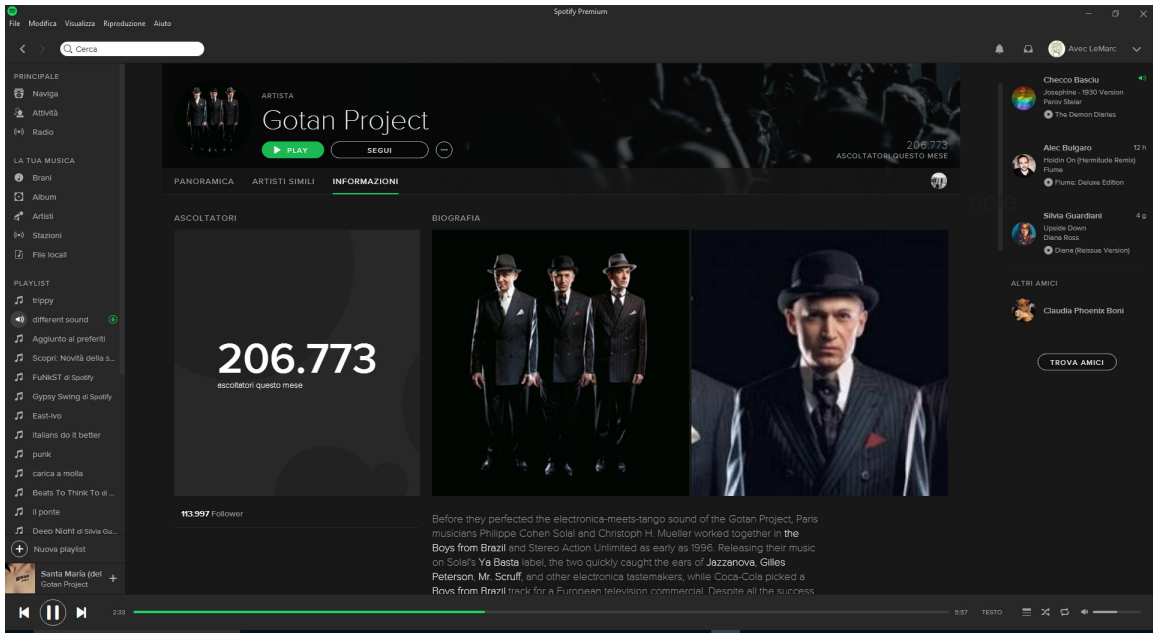 Spotify Premium
File Modifica Visualizza Riproduzione Aiuto
Cerca
Avec LeMarc
PRINCIPALE
Naviga
Attività
Radio
LA TUA MUSICA
Brani
Album
Artisti
Stazioni
File locali
PLAYLIST
trippy
different sound
Aggiunto ai preferiti
Scopri: Novità della s...
FuNkST di Spotify
Gypsy Swing di Spotify
East-ivo
italians do it better
punk
carica a molla
Beats To Think To di ...
il ponte
Deep Night di Silvia Gu...
Nuova playlist
Santa María (del
Gotan Project
ARTISTA
Gotan Project
PLAY
SEGUI
206.773
ASCOLTATORI QUESTO MESE
PANORAMICA ARTISTI SIMILI INFORMAZIONI
ASCOLTATORI
206.773
ascoltatori questo mese
113.997 Follower
BIOGRAFIA
Before they perfected the electronica-meets-tango sound of the Gotan Project, Paris
musicians Philippe Cohen Solal and Christoph H. Mueller worked together in the
Boys from Brazil and Stereo Action Unlimited as early as 1996. Releasing their music
on Solal's Ya Basta label, the two quickly caught the ears of Jazzanova, Gilles
Peterson, Mr. Scruff, and other electronica tastemakers, while Coca-Cola picked a
Boys from Brazil track for a European television commercial. Despite all the success
Checco Basciu
Josephine - 1930 Version
Parov Stelar
The Demon Diaries
Alec Bulgaro 12 h
Holdin On (Hermitude Remix)
Flume
Flume: Deluxe Edition
Silvia Guardiani 4 g
Upside Down
Diana Ross
Diana (Reissue Version)
ALTRI AMICI
Claudia Phoenix Boni
TROVA AMICI
2:33
5:57
TESTO